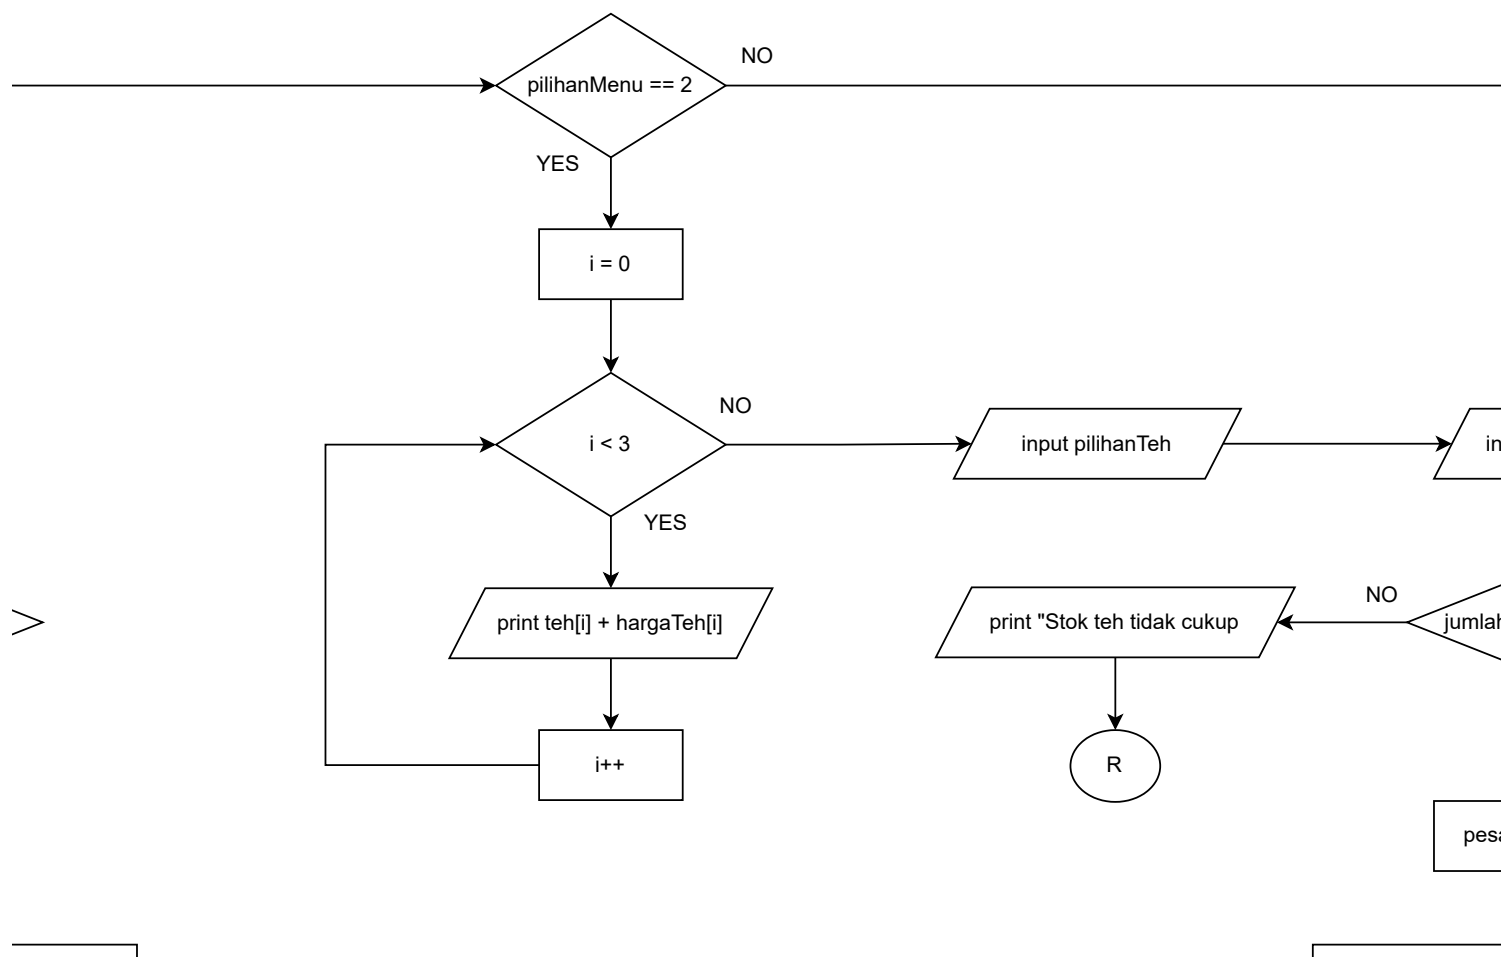 NO
pilihanMenu == 2
YES
i = 0
NO
i < 3
input pilihanTeh
YES
NO
print teh[i] + hargaTeh[i]
print "Stok teh tidak cukup
i++
R